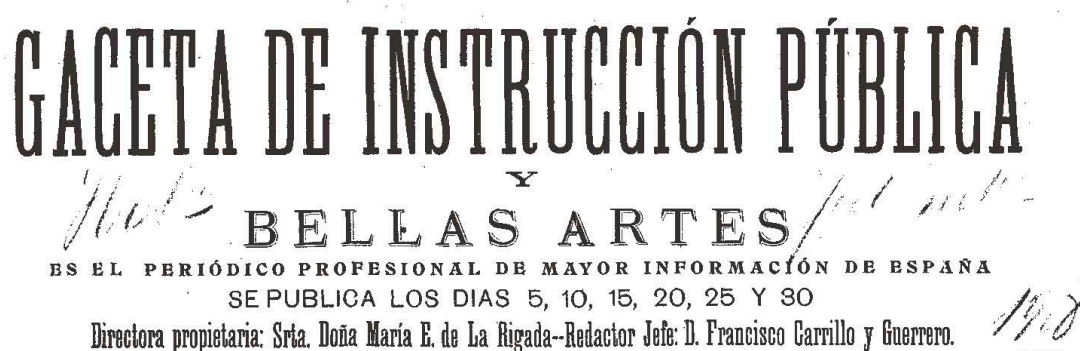 GACETA DE INSTRUCCIÓN PÚBLICA
Y
BELLAS ARTES
ES EL PERIÓDICO PROFESIONAL DE MAYOR INFORMACIÓN DE ESPAÑA
SE PUBLICA LOS DIAS 5, 10, 15, 20, 25 Y 30
Directora propietaria: Srta. Doña María E. de La Rigada--Redactor Jefe: D. Francisco Carrillo y Guerrero.